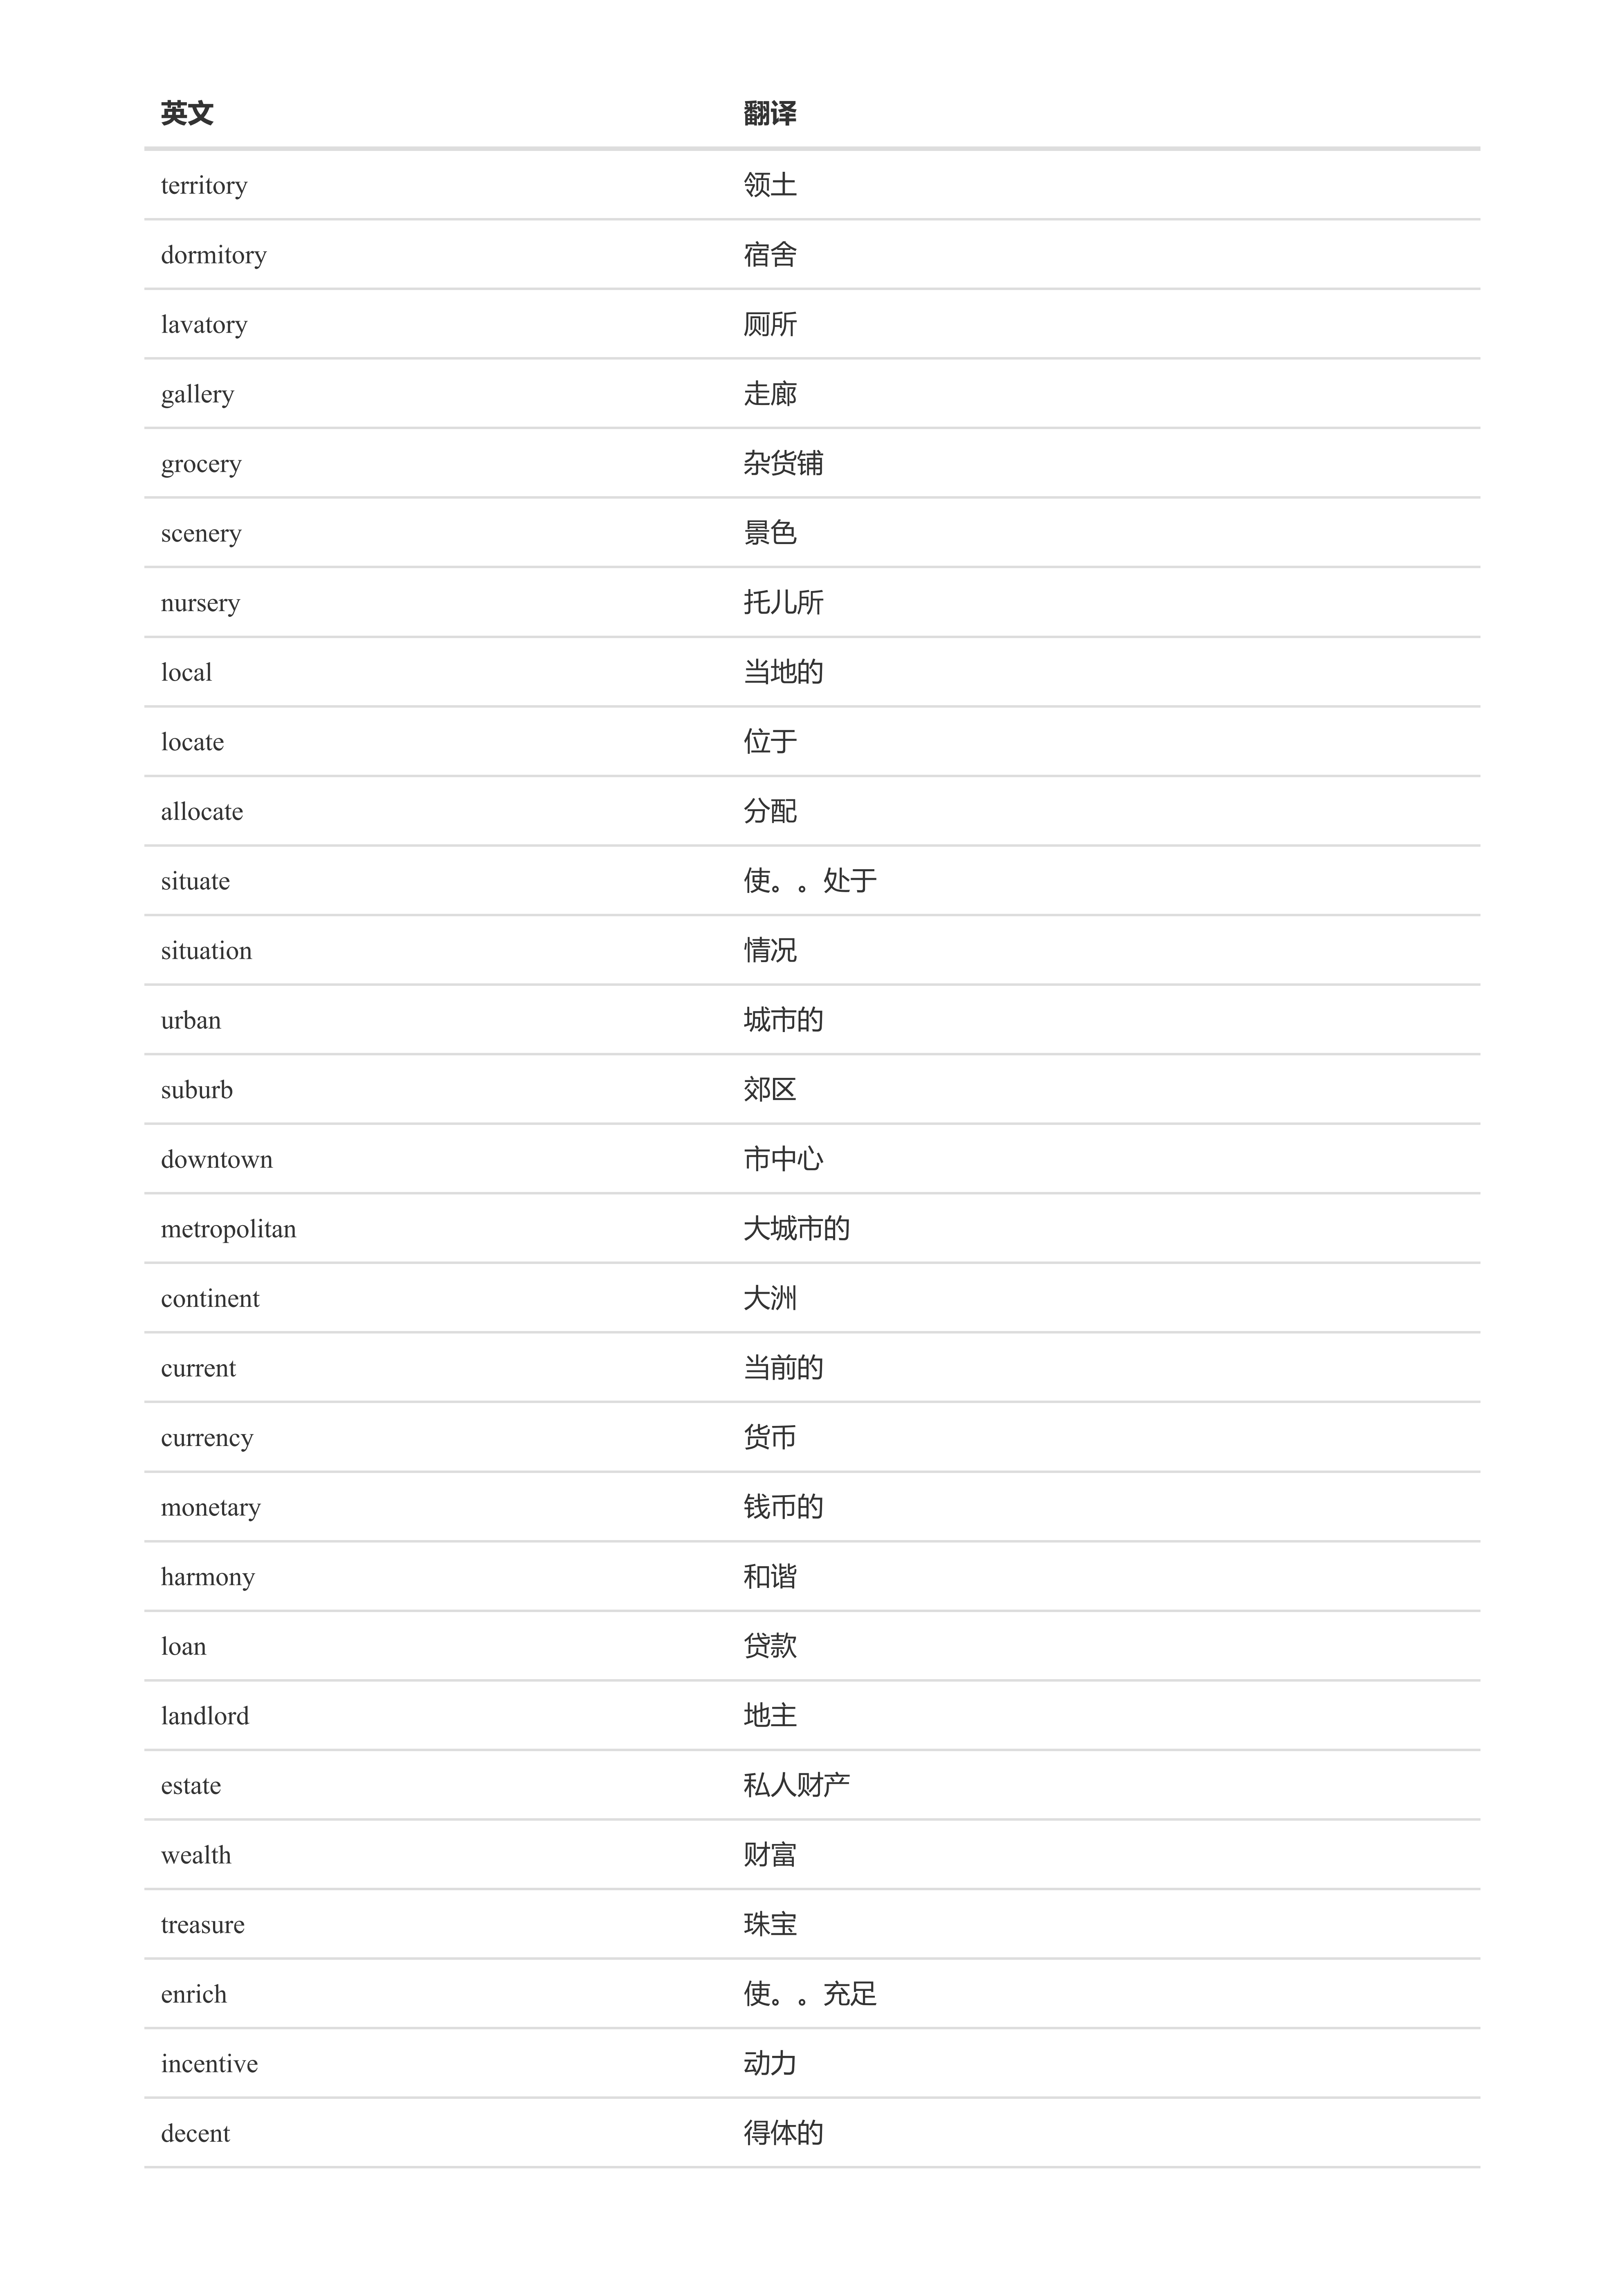 英文 翻译
territory 领土
dormitory 宿舍
lavatory 厕所
gallery 走廊
grocery 杂货铺
scenery 景色
nursery 托儿所
local 当地的
locate 位于
allocate 分配
situate 使。。处于
situation 情况
urban 城市的
suburb 郊区
downtown 市中心
metropolitan 大城市的
continent 大洲
current 当前的
currency 货币
monetary 钱币的
harmony 和谐
loan 贷款
landlord 地主
estate 私人财产
wealth 财富
treasure 珠宝
enrich 使。。充足
incentive 动力
decent 得体的